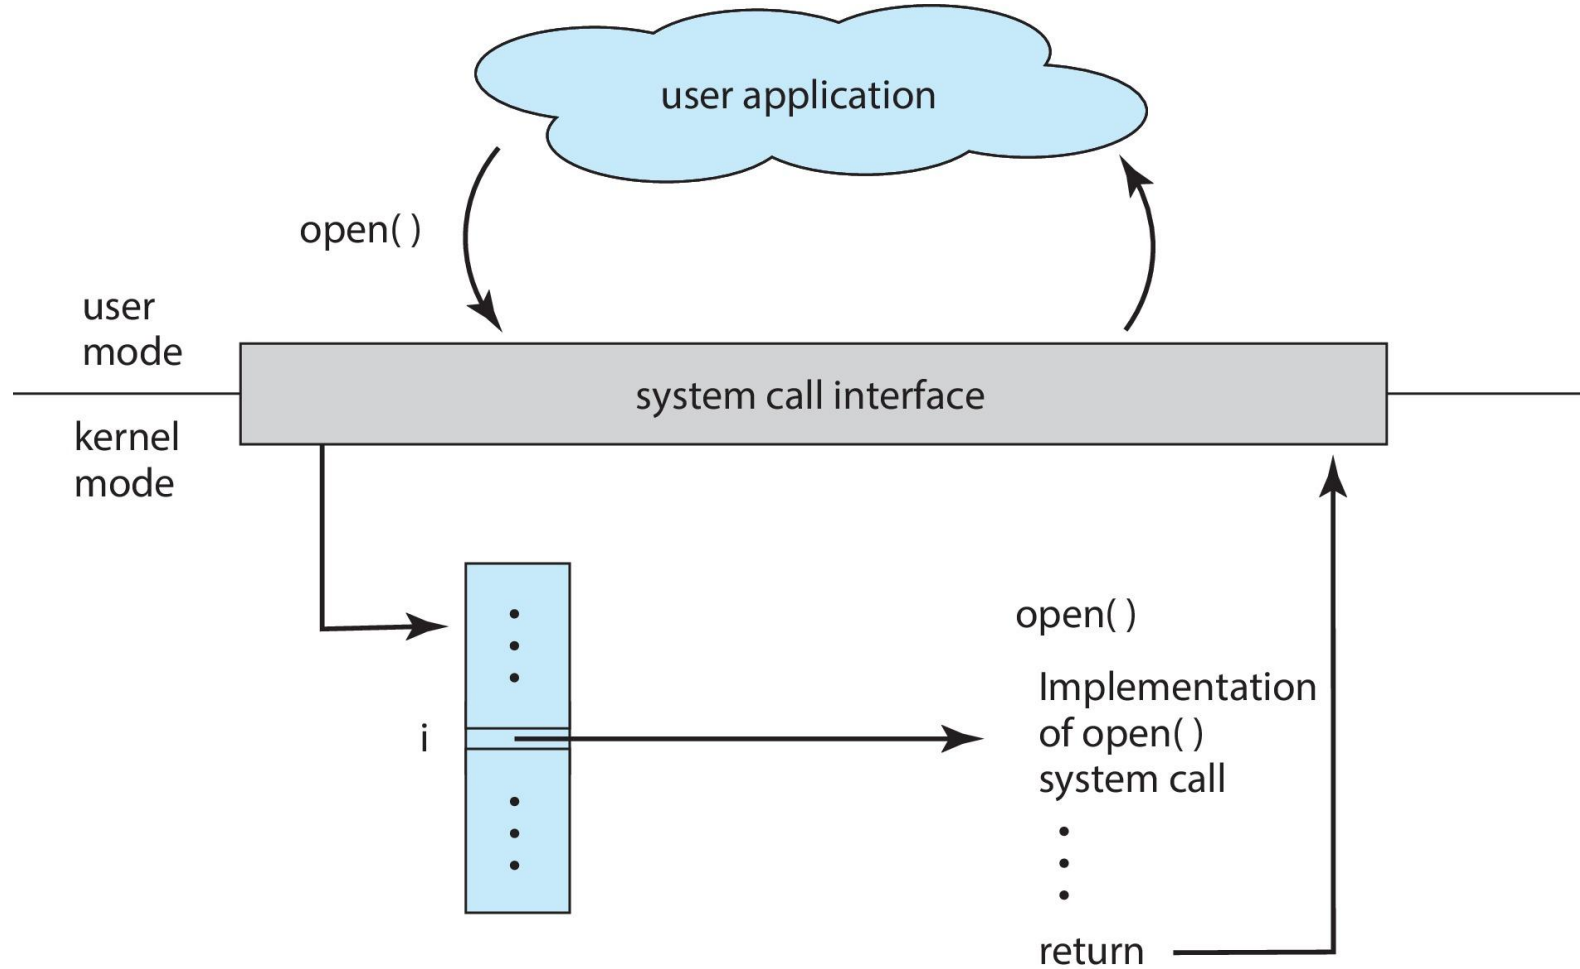 user application
open( )
user
mode
system call interface
kernel
mode
open( )
Implementation
of open( )
system call
i
return